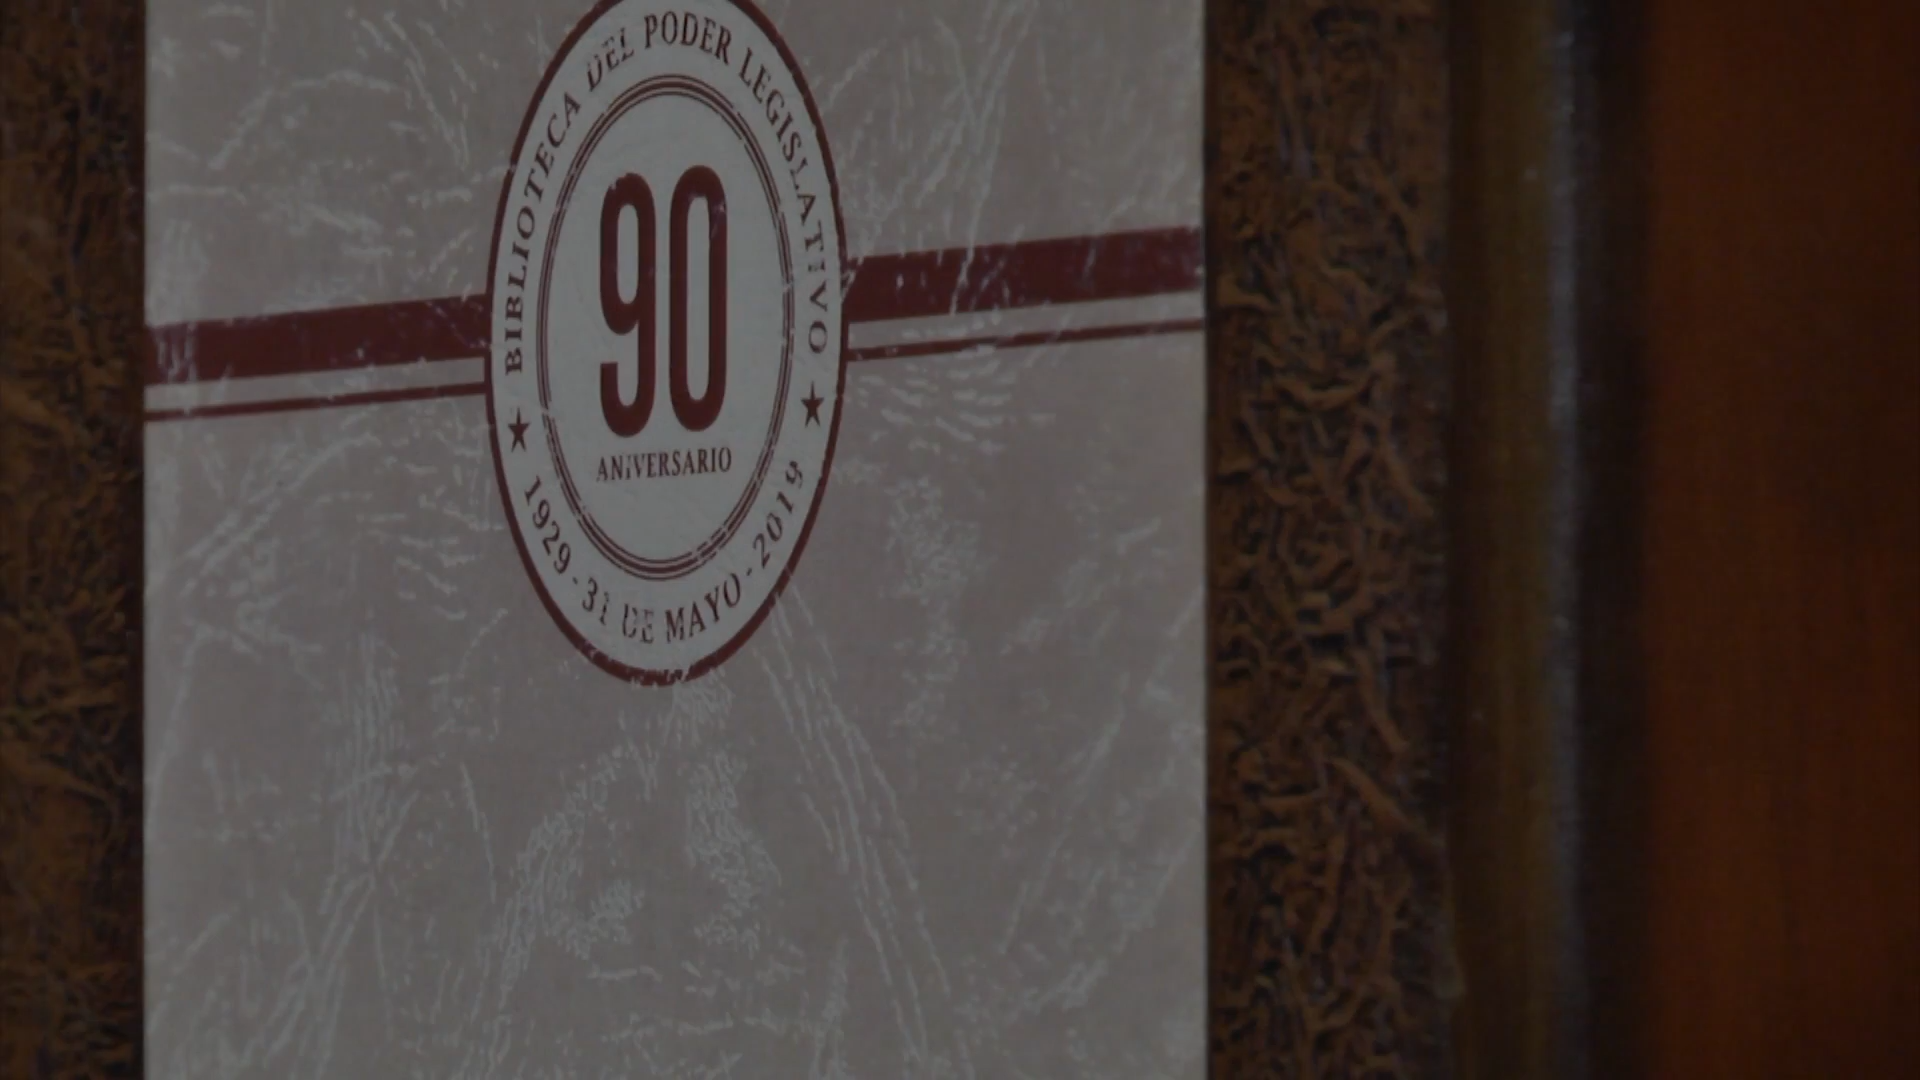 BIBLIOTECA DEL PODER LEGISLATIVO
90
ANIVERSARIO
★ 1929 - 31 DE MAYO - 2019 ★